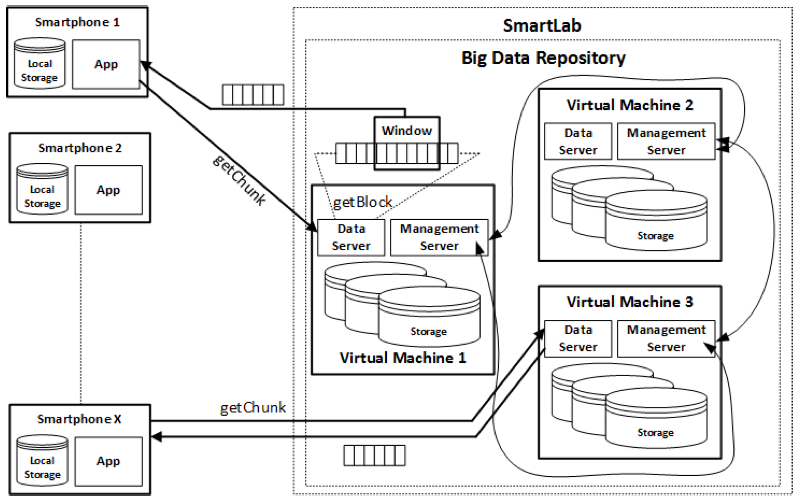 Smartphone 1
Local
Storage
App
Smartphone 2
Local
Storage
App
Smartphone X
Local
Storage
App
getChunk
getChunk
SmartLab
Big Data Repository
Window
getBlock
Data
Server
Management
Server
Storage
Virtual Machine 1
Virtual Machine 2
Data
Server
Management
Server
Storage
Virtual Machine 3
Data
Server
Management
Server
Storage